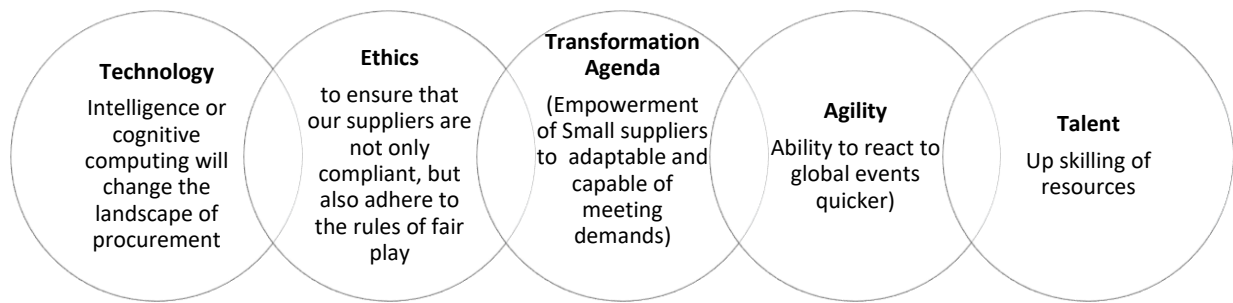 Technology
Intelligence or
cognitive
computing will
change the
landscape of
procurement
Ethics
to ensure that
our suppliers are
not only
compliant, but
also adhere to
the rules of fair
play
Transformation
Agenda
(Empowerment
of Small suppliers
to adaptable and
capable of
meeting
demands)
Agility
Ability to react to
global events
quicker)
Talent
Up skilling of
resources